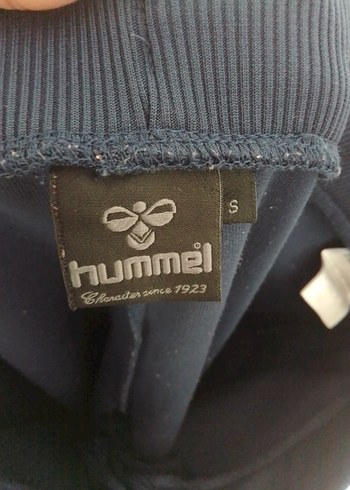 hummel®
Character since 1923
S